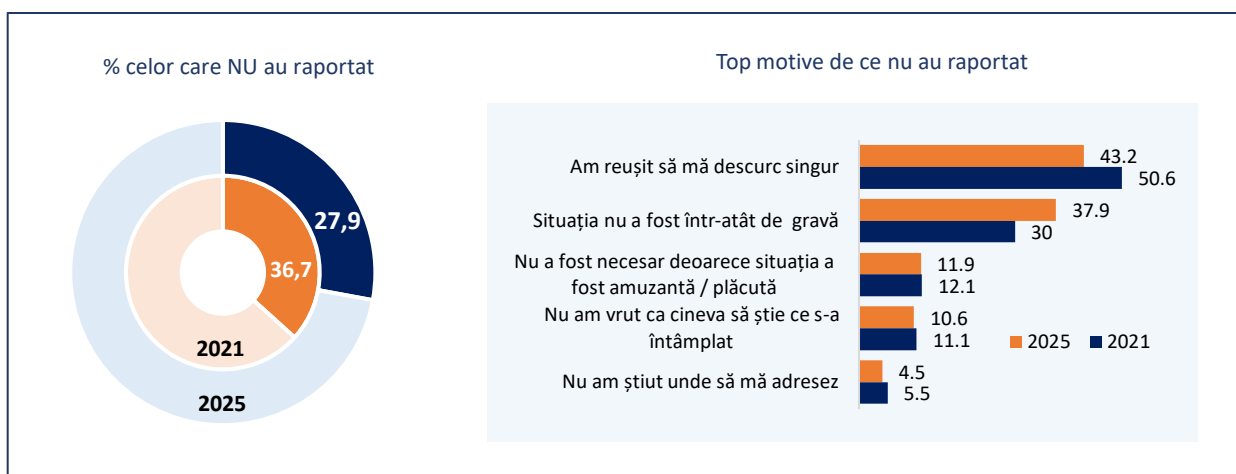 % celor care NU au raportat
27,9
36,7
2021
2025
Top motive de ce nu au raportat
Am reușit să mă descurc singur
43.2
50.6
Situația nu a fost într-atât de gravă
37.9
30
Nu a fost necesar deoarece situația a
fost amuzantă / plăcută
11.9
12.1
Nu am vrut ca cineva să știe ce s-a
întâmplat
10.6
11.1
Nu am știut unde să mă adresez
4.5
5.5
2025 2021